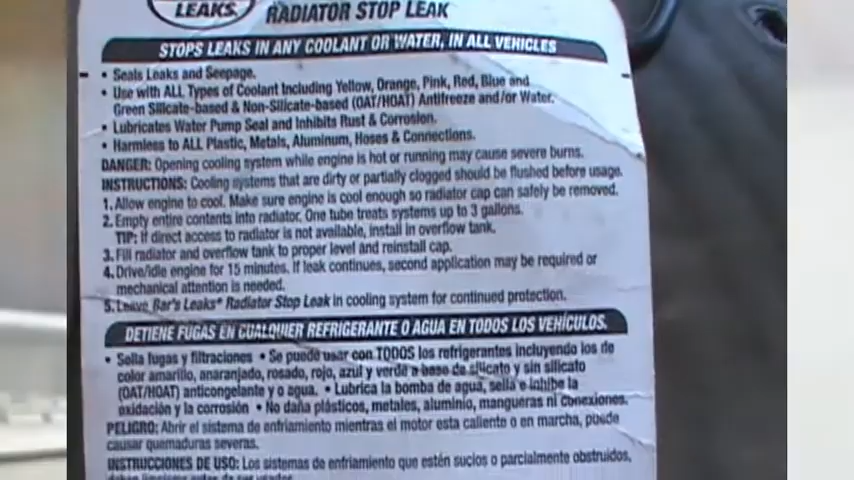 LEAKS.
RADIATOR STOP LEAK
STOPS LEAKS IN ANY COOLANT OR WATER, IN ALL VEHICLES
• Seals Leaks and Seepage.
• Use with ALL Types of Coolant Including Yellow, Orange, Pink, Red, Blue and
Green Silicate-based & Non-Silicate-based (OAT/HOAT) Antifreeze and/or Water.
• Lubricates Water Pump Seal and Inhibits Rust & Corrosion.
• Harmless to ALL Plastic, Metals, Aluminum, Hoses & Connections.
DANGER: Opening cooling system while engine is hot or running may cause severe burns.
INSTRUCTIONS: Cooling systems that are dirty or partially clogged should be flushed before usage.
1. Allow engine to cool. Make sure engine is cool enough so radiator cap can safely be removed.
2. Empty entire contents into radiator. One tube treats systems up to 3 gallons.
TIP: If direct access to radiator is not available, install in overflow tank.
3. Fill radiator and overflow tank to proper level and reinstall cap.
4. Drive/idle engine for 15 minutes. If leak continues, second application may be required or
mechanical attention is needed.
5. Leave Bar's Leaks® Radiator Stop Leak in cooling system for continued protection.
DETIENE FUGAS EN CUALQUIER REFRIGERANTE O AGUA EN TODOS LOS VEHÍCULOS.
• Sella fugas y filtraciones • Se puede usar con TODOS los refrigerantes incluyendo los de
color amarillo, anaranjado, rosado, rojo, azul y verde a base de silicato y sin silicato
(OAT/HOAT) anticongelante y o agua. • Lubrica la bomba de agua, sella e inhibe la
oxidación y la corrosión • No daña plásticos, metales, aluminio, mangueras ni conexiones.
PELIGRO: Abrir el sistema de enfriamiento mientras el motor esta caliente o en marcha, puede
causar quemaduras severas.
INSTRUCCIONES DE USO: Los sistemas de enfriamiento que estén sucios o parcialmente obstruidos,